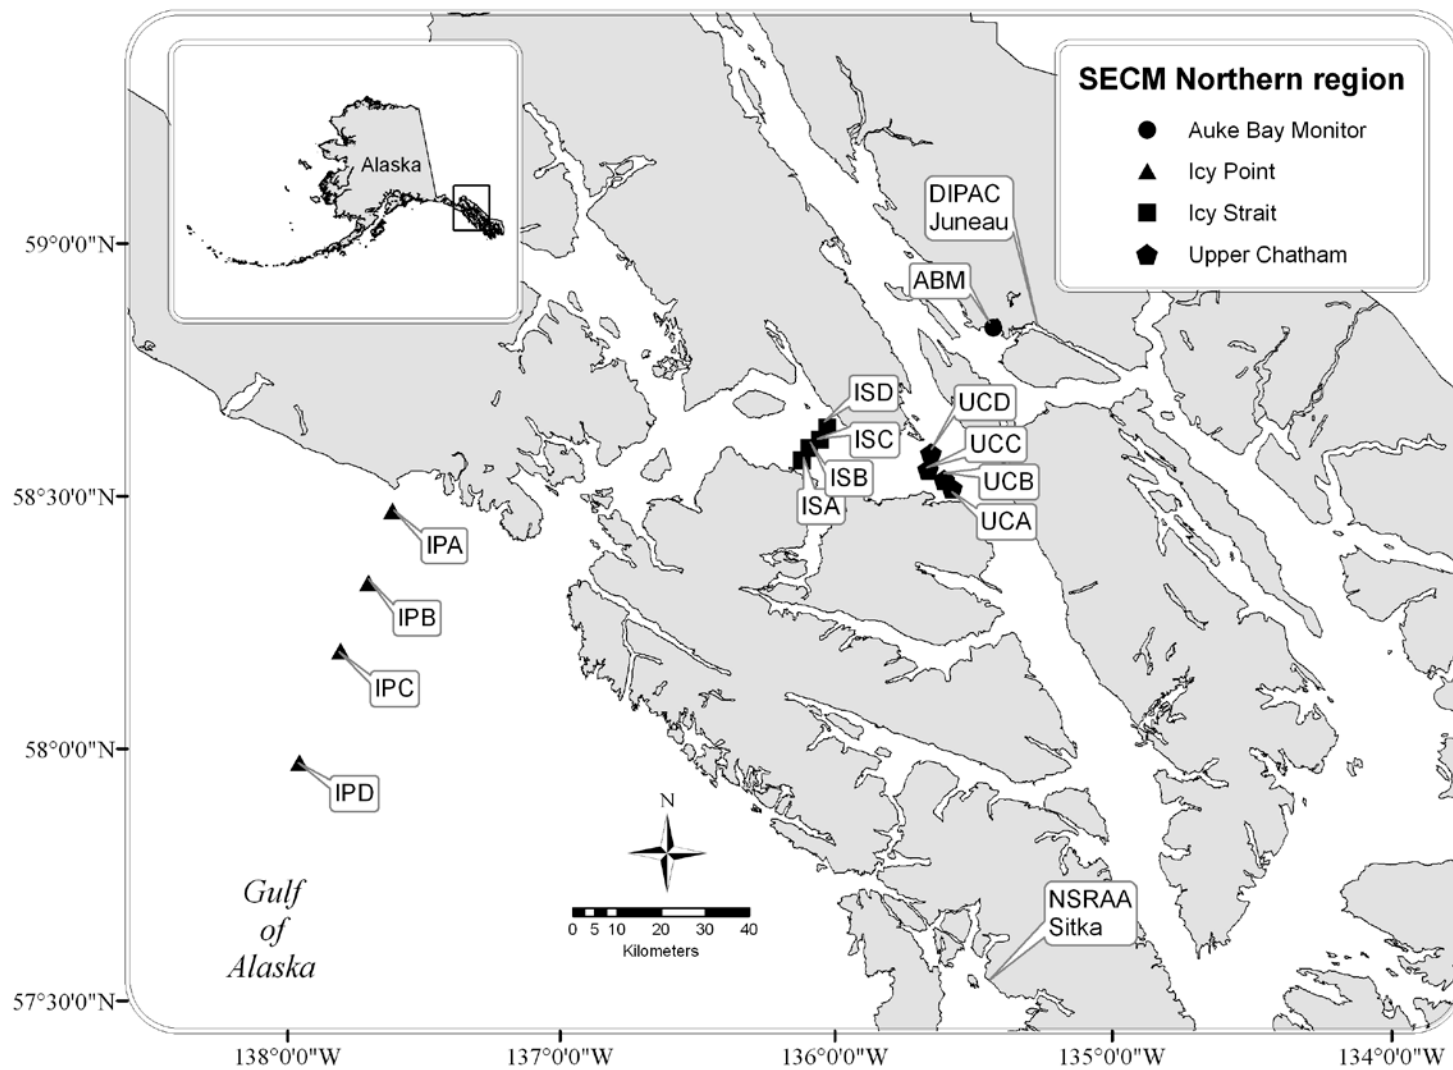 SECM Northern region
Auke Bay Monitor
Icy Point
Icy Strait
Upper Chatham
Alaska
DIPAC
Juneau
ABM
59°0'0"N
ISD
UCD
ISC
UCC
ISB
UCB
58°30'0"N
ISA
UCA
IPA
IPB
IPC
58°0'0"N
IPD
N
Gulf
of
Alaska
0 5 10 20 30 40
Kilometers
NSRAA
Sitka
57°30'0"N
138°0'0"W 137°0'0"W 136°0'0"W 135°0'0"W 134°0'0"W